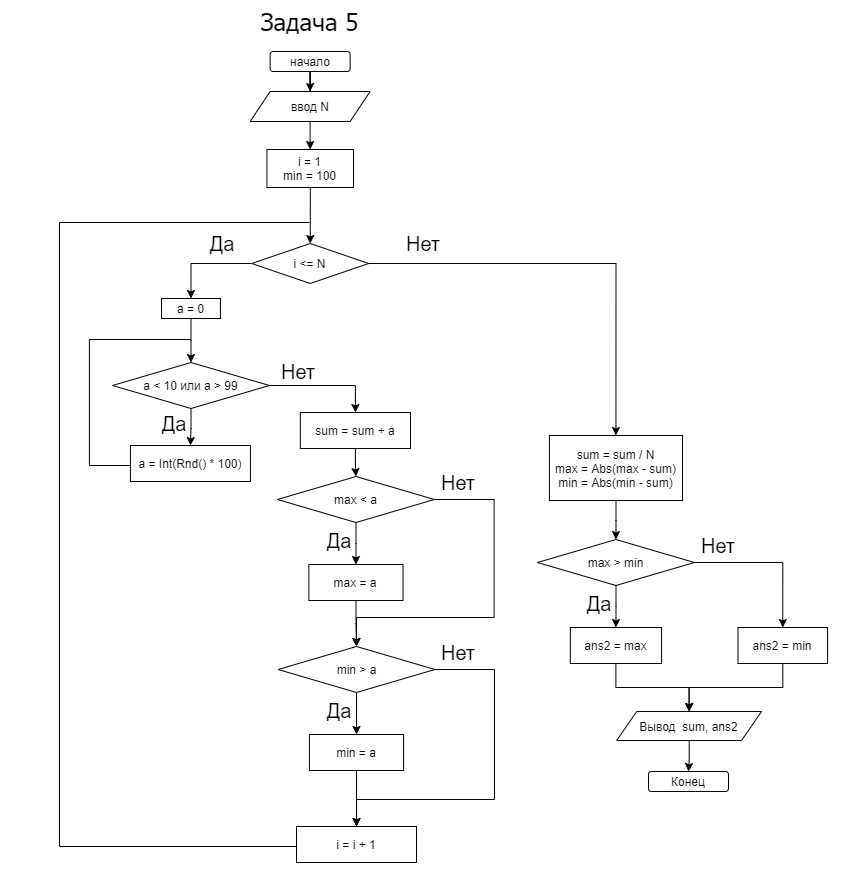 Задача 5
начало
ввод N
i = 1
min = 100
Да
Нет
i <= N
a = 0
a < 10 или a > 99
Нет
Да
a = Int(Rnd() * 100)
sum = sum + a
max < a
Нет
Да
max = a
min > a
Нет
Да
min = a
i = i + 1
sum = sum / N
max = Abs(max - sum)
min = Abs(min - sum)
max > min
Нет
Да
ans2 = max
ans2 = min
Вывод sum, ans2
Конец